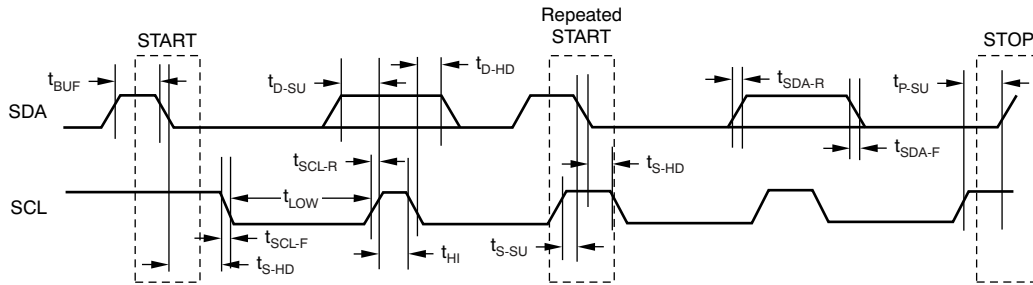 Repeated
START START STOP
tBUF tD-SU tD-HD tSDA-R tP-SU
SDA
tSDA-F
tSCL-R tS-HD
tLOW
SCL
tSCL-F tHI tS-SU
tS-HD